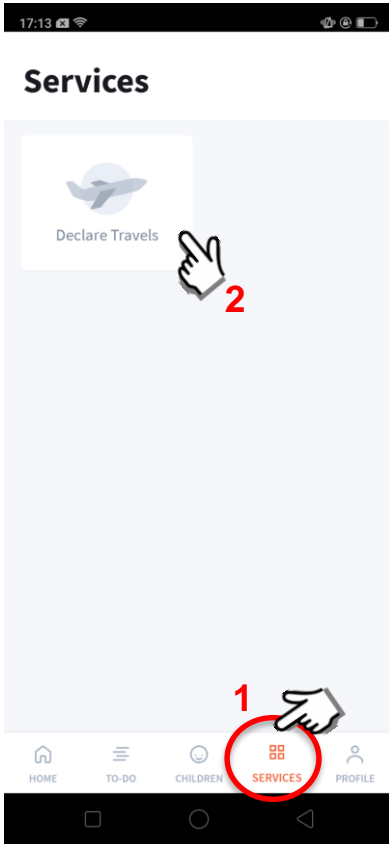 17:13
Services
Declare Travels
2
1
HOME TO-DO CHILDREN SERVICES PROFILE